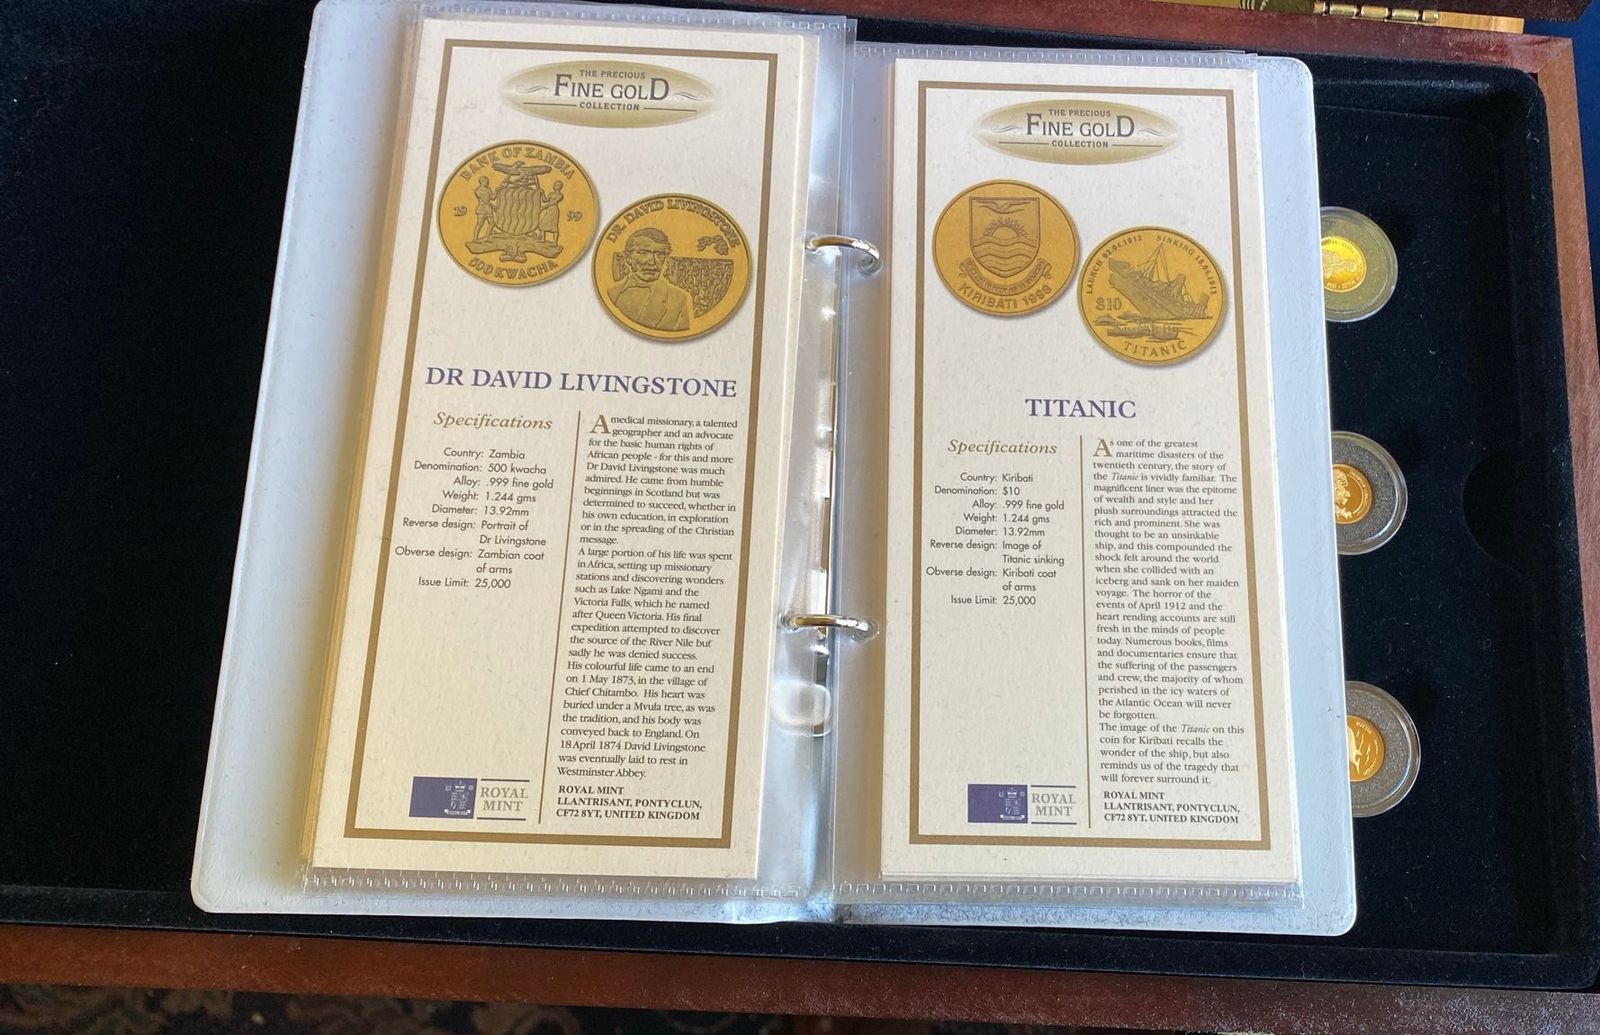 THE PRECIOUS
FINE GOLD
COLLECTION
BANK OF ZAMBIA
19 99
500 KWACHA
DR. DAVID LIVINGSTONE
DR DAVID LIVINGSTONE
Specifications
Country: Zambia
Denomination: 500 kwacha
Alloy: .999 fine gold
Weight: 1.244 gms
Diameter: 13.92mm
Reverse design: Portrait of
Dr Livingstone
Obverse design: Zambian coat
of arms
Issue Limit: 25,000
A medical missionary, a talented
geographer and an advocate
for the basic human rights of
African people - for this and more
Dr David Livingstone was much
admired. He came from humble
beginnings in Scotland but was
determined to succeed, whether in
his own education, in exploration
or in the spreading of the Christian
message.
A large portion of his life was spent
in Africa, setting up missionary
stations and discovering wonders
such as Lake Ngami and the
Victoria Falls, which he named
after Queen Victoria. His final
expedition attempted to discover
the source of the River Nile but
sadly he was denied success.
His colourful life came to an end
on 1 May 1873, in the village of
Chief Chitambo. His heart was
buried under a Mvula tree, as was
the tradition, and his body was
conveyed back to England. On
18 April 1874 David Livingstone
was eventually laid to rest in
Westminster Abbey.
ROYAL
MINT
ROYAL MINT
LLANTRISANT, PONTYCLUN,
CF72 8YT, UNITED KINGDOM
THE PRECIOUS
FINE GOLD
COLLECTION
KIRIBATI 1998
LAUNCH 02.04.1912 SINKING 15.04.1912
$10
TITANIC
TITANIC
Specifications
Country: Kiribati
Denomination: $10
Alloy: .999 fine gold
Weight: 1.244 gms
Diameter: 13.92mm
Reverse design: Image of
Titanic sinking
Obverse design: Kiribati coat
of arms
Issue Limit: 25,000
As one of the greatest
maritime disasters of the
twentieth century, the story of
the Titanic is vividly familiar. The
magnificent liner was the epitome
of wealth and style and her
plush surroundings attracted the
rich and prominent. She was
thought to be an unsinkable
ship, and this compounded the
shock felt around the world
when she collided with an
iceberg and sank on her maiden
voyage. The horror of the
events of April 1912 and the
heart rending accounts are still
fresh in the minds of people
today. Numerous books, films
and documentaries ensure that
the suffering of the passengers
and crew, the majority of whom
perished in the icy waters of
the Atlantic Ocean will never
be forgotten.
The image of the Titanic on this
coin for Kiribati recalls the
wonder of the ship, but also
reminds us of the tragedy that
will forever surround it.
ROYAL
MINT
ROYAL MINT
LLANTRISANT, PONTYCLUN,
CF72 8YT, UNITED KINGDOM